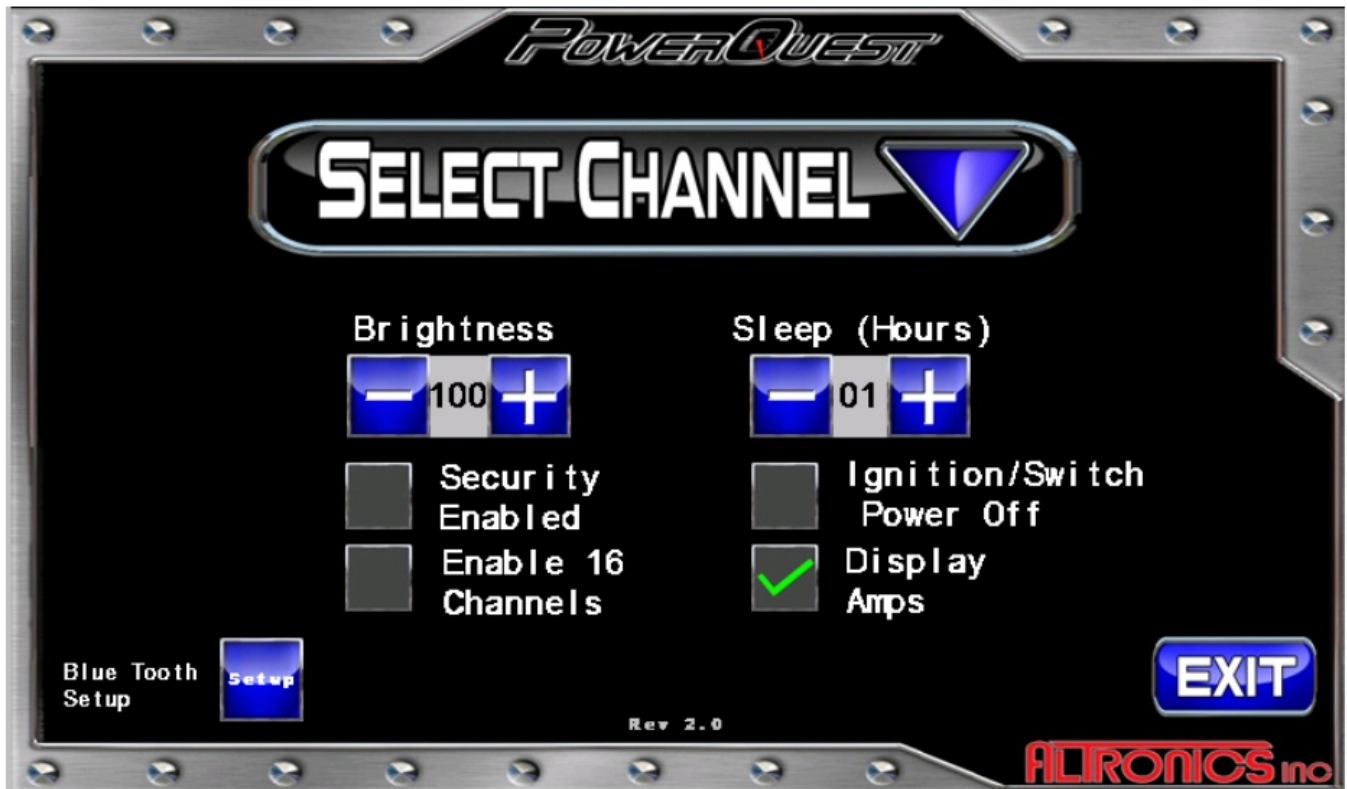 POWERQUEST
SELECT CHANNEL
Brightness
Sleep (Hours)
100
01
Security
Enabled
Ignition/Switch
Power Off
Enable 16
Channels
Display
Amps
Blue Tooth
Setup
Setup
EXIT
Rev 2.0
ALTRONICS inc